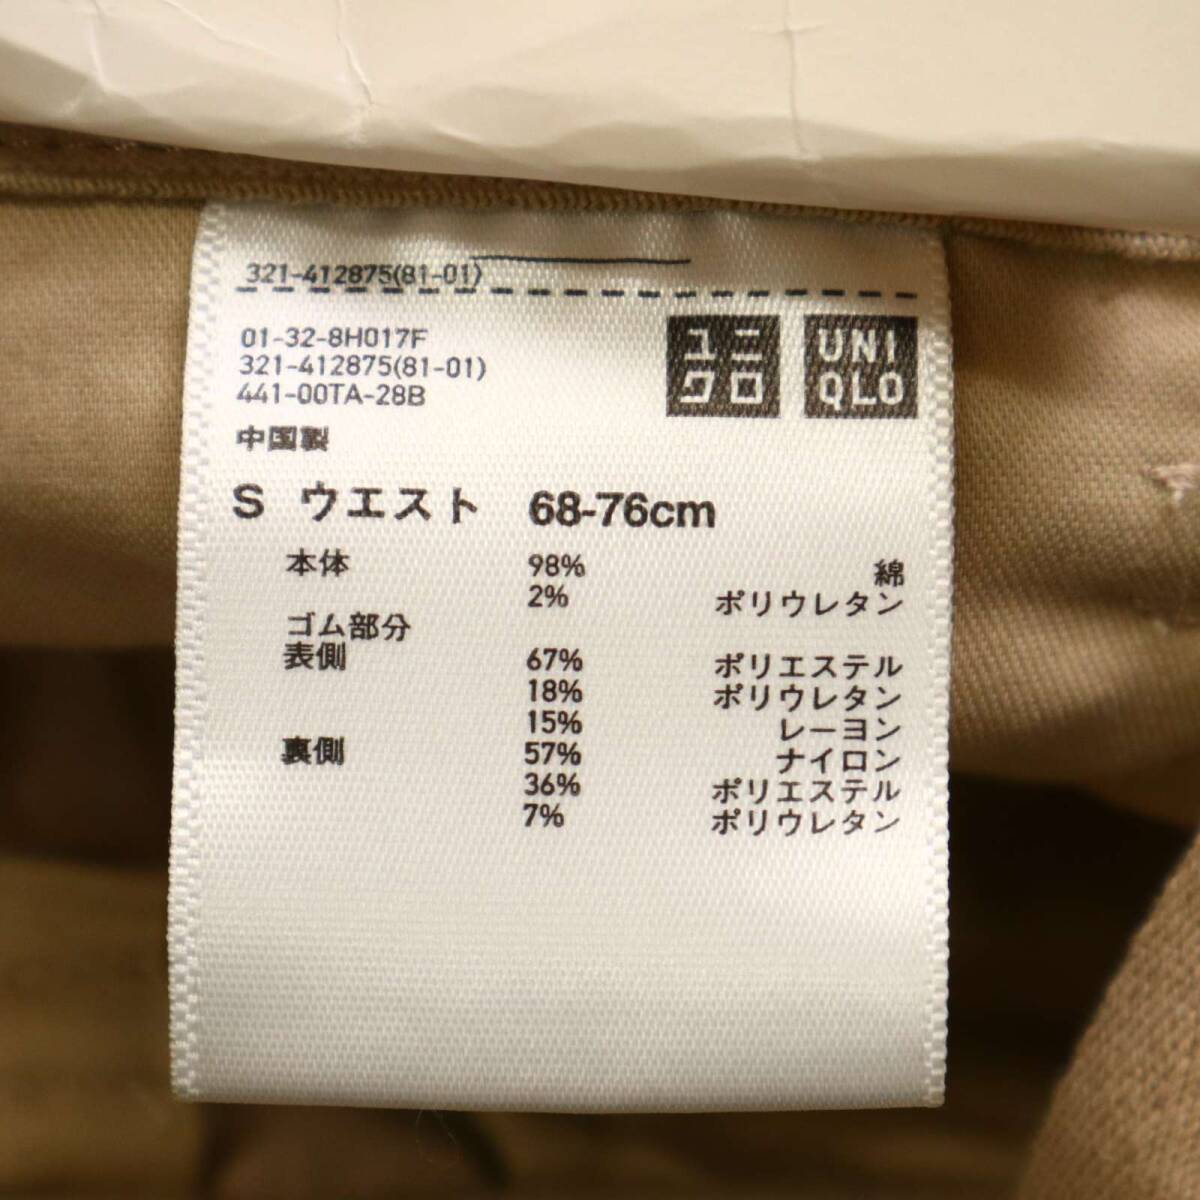 321-412875(81-01)
01-32-8H017F
321-412875(81-01)
441-00TA-28B
ユニ
クロ
UNI
QLO
中国製
S ウエスト 68-76cm
本体 98% 綿
2% ポリウレタン
ゴム部分
表側 67% ポリエステル
18% ポリウレタン
15% レーヨン
裏側 57% ナイロン
36% ポリエステル
7% ポリウレタン